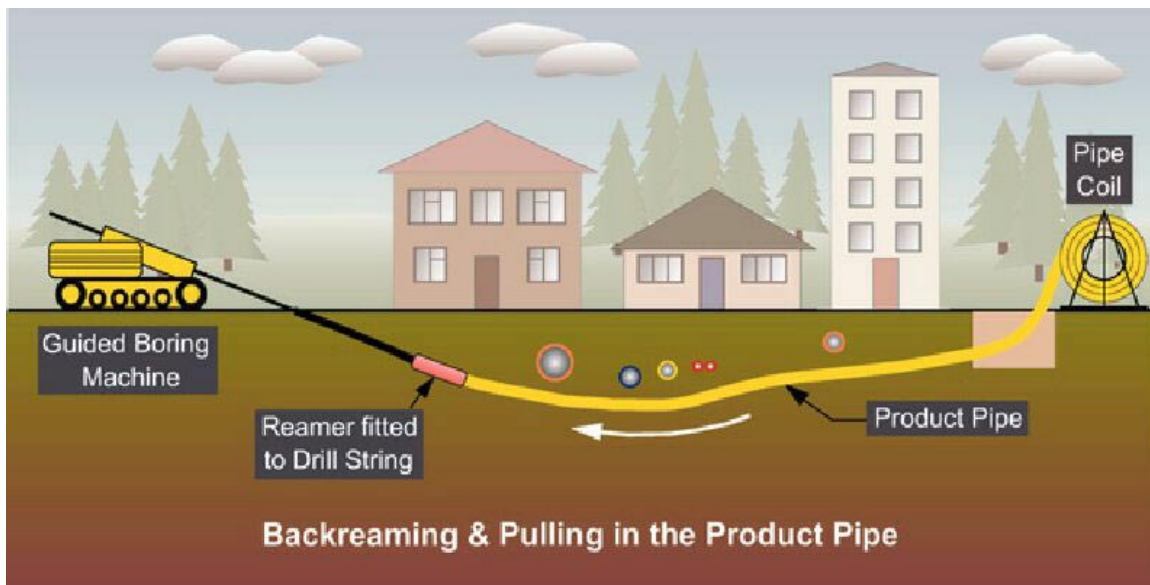 Pipe
Coil
Guided Boring
Machine
Reamer fitted
to Drill String
Product Pipe
Backreaming & Pulling in the Product Pipe